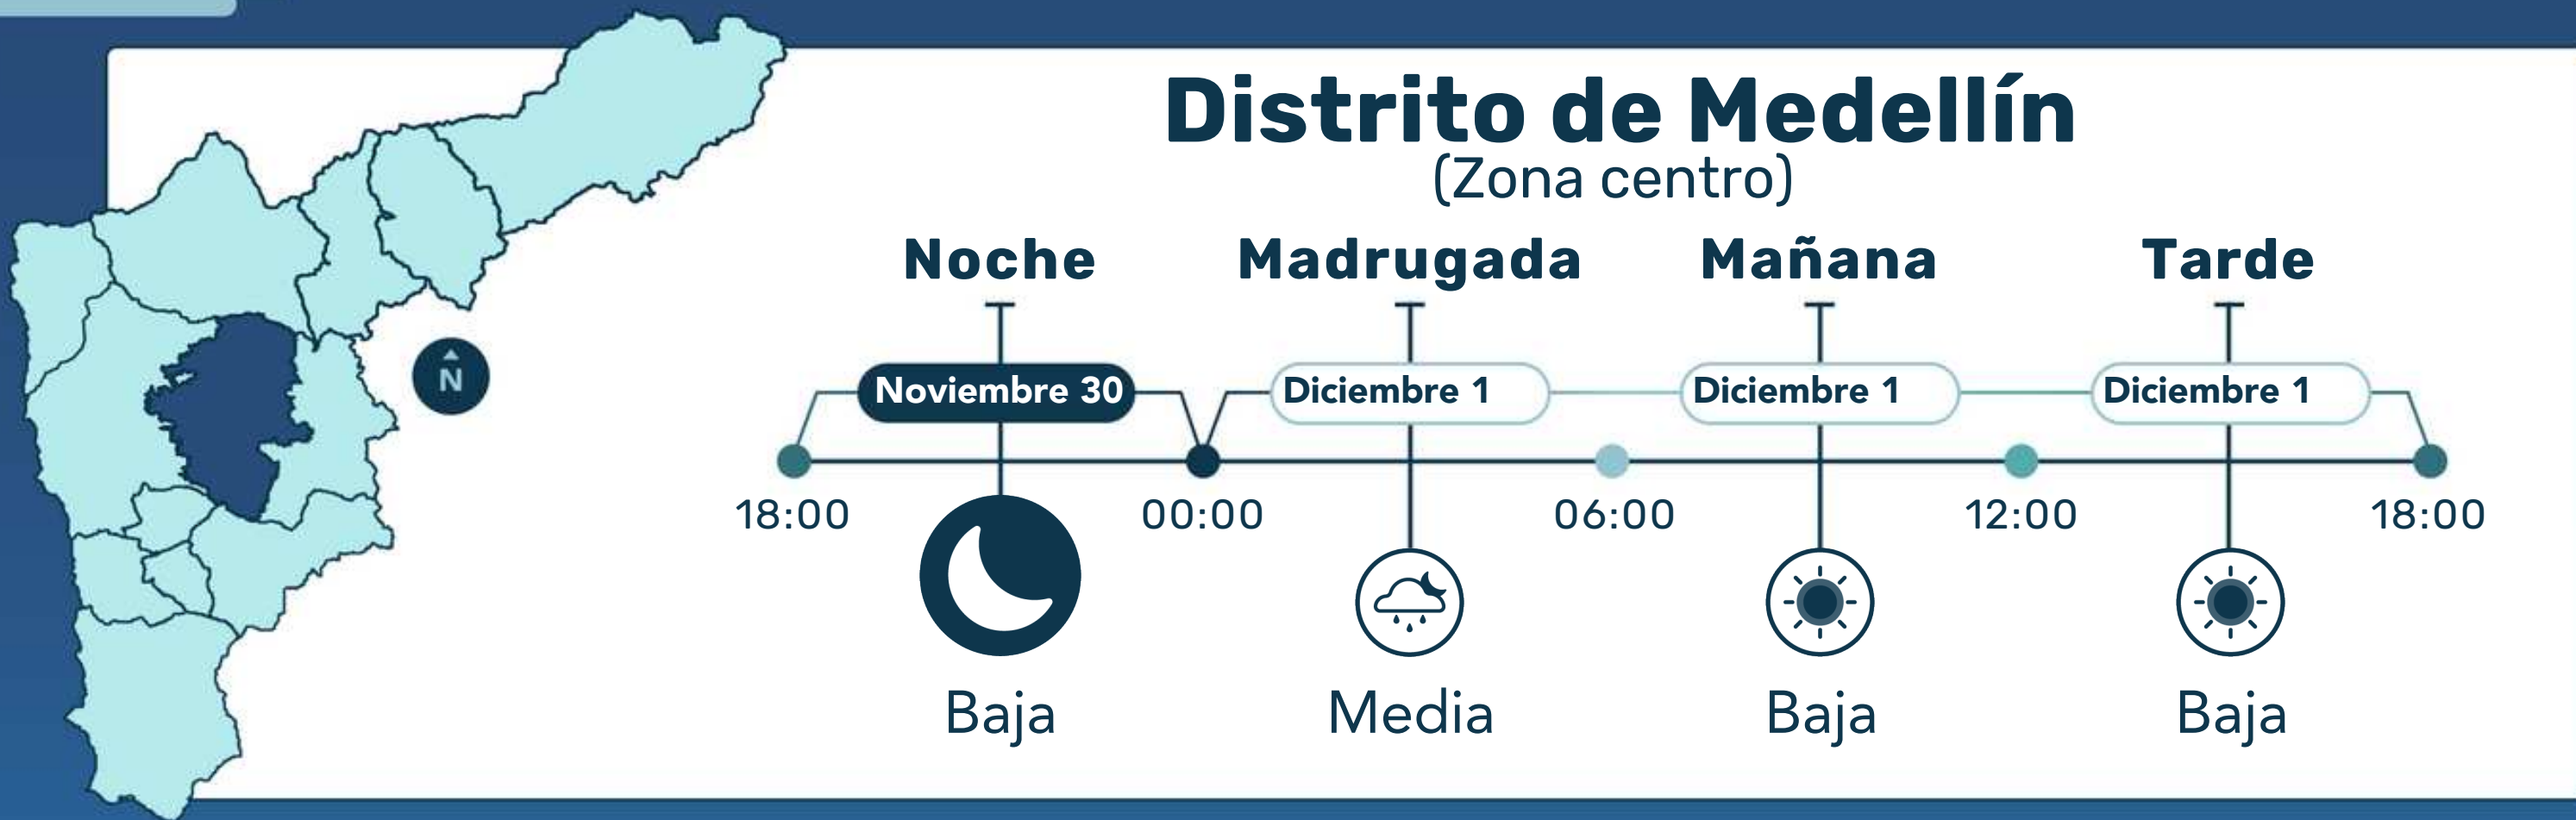 Distrito de Medellín
(Zona centro)
Noche Madrugada Mañana Tarde
Noviembre 30 Diciembre 1 Diciembre 1 Diciembre 1
N
18:00 00:00 06:00 12:00 18:00
Baja Media Baja Baja